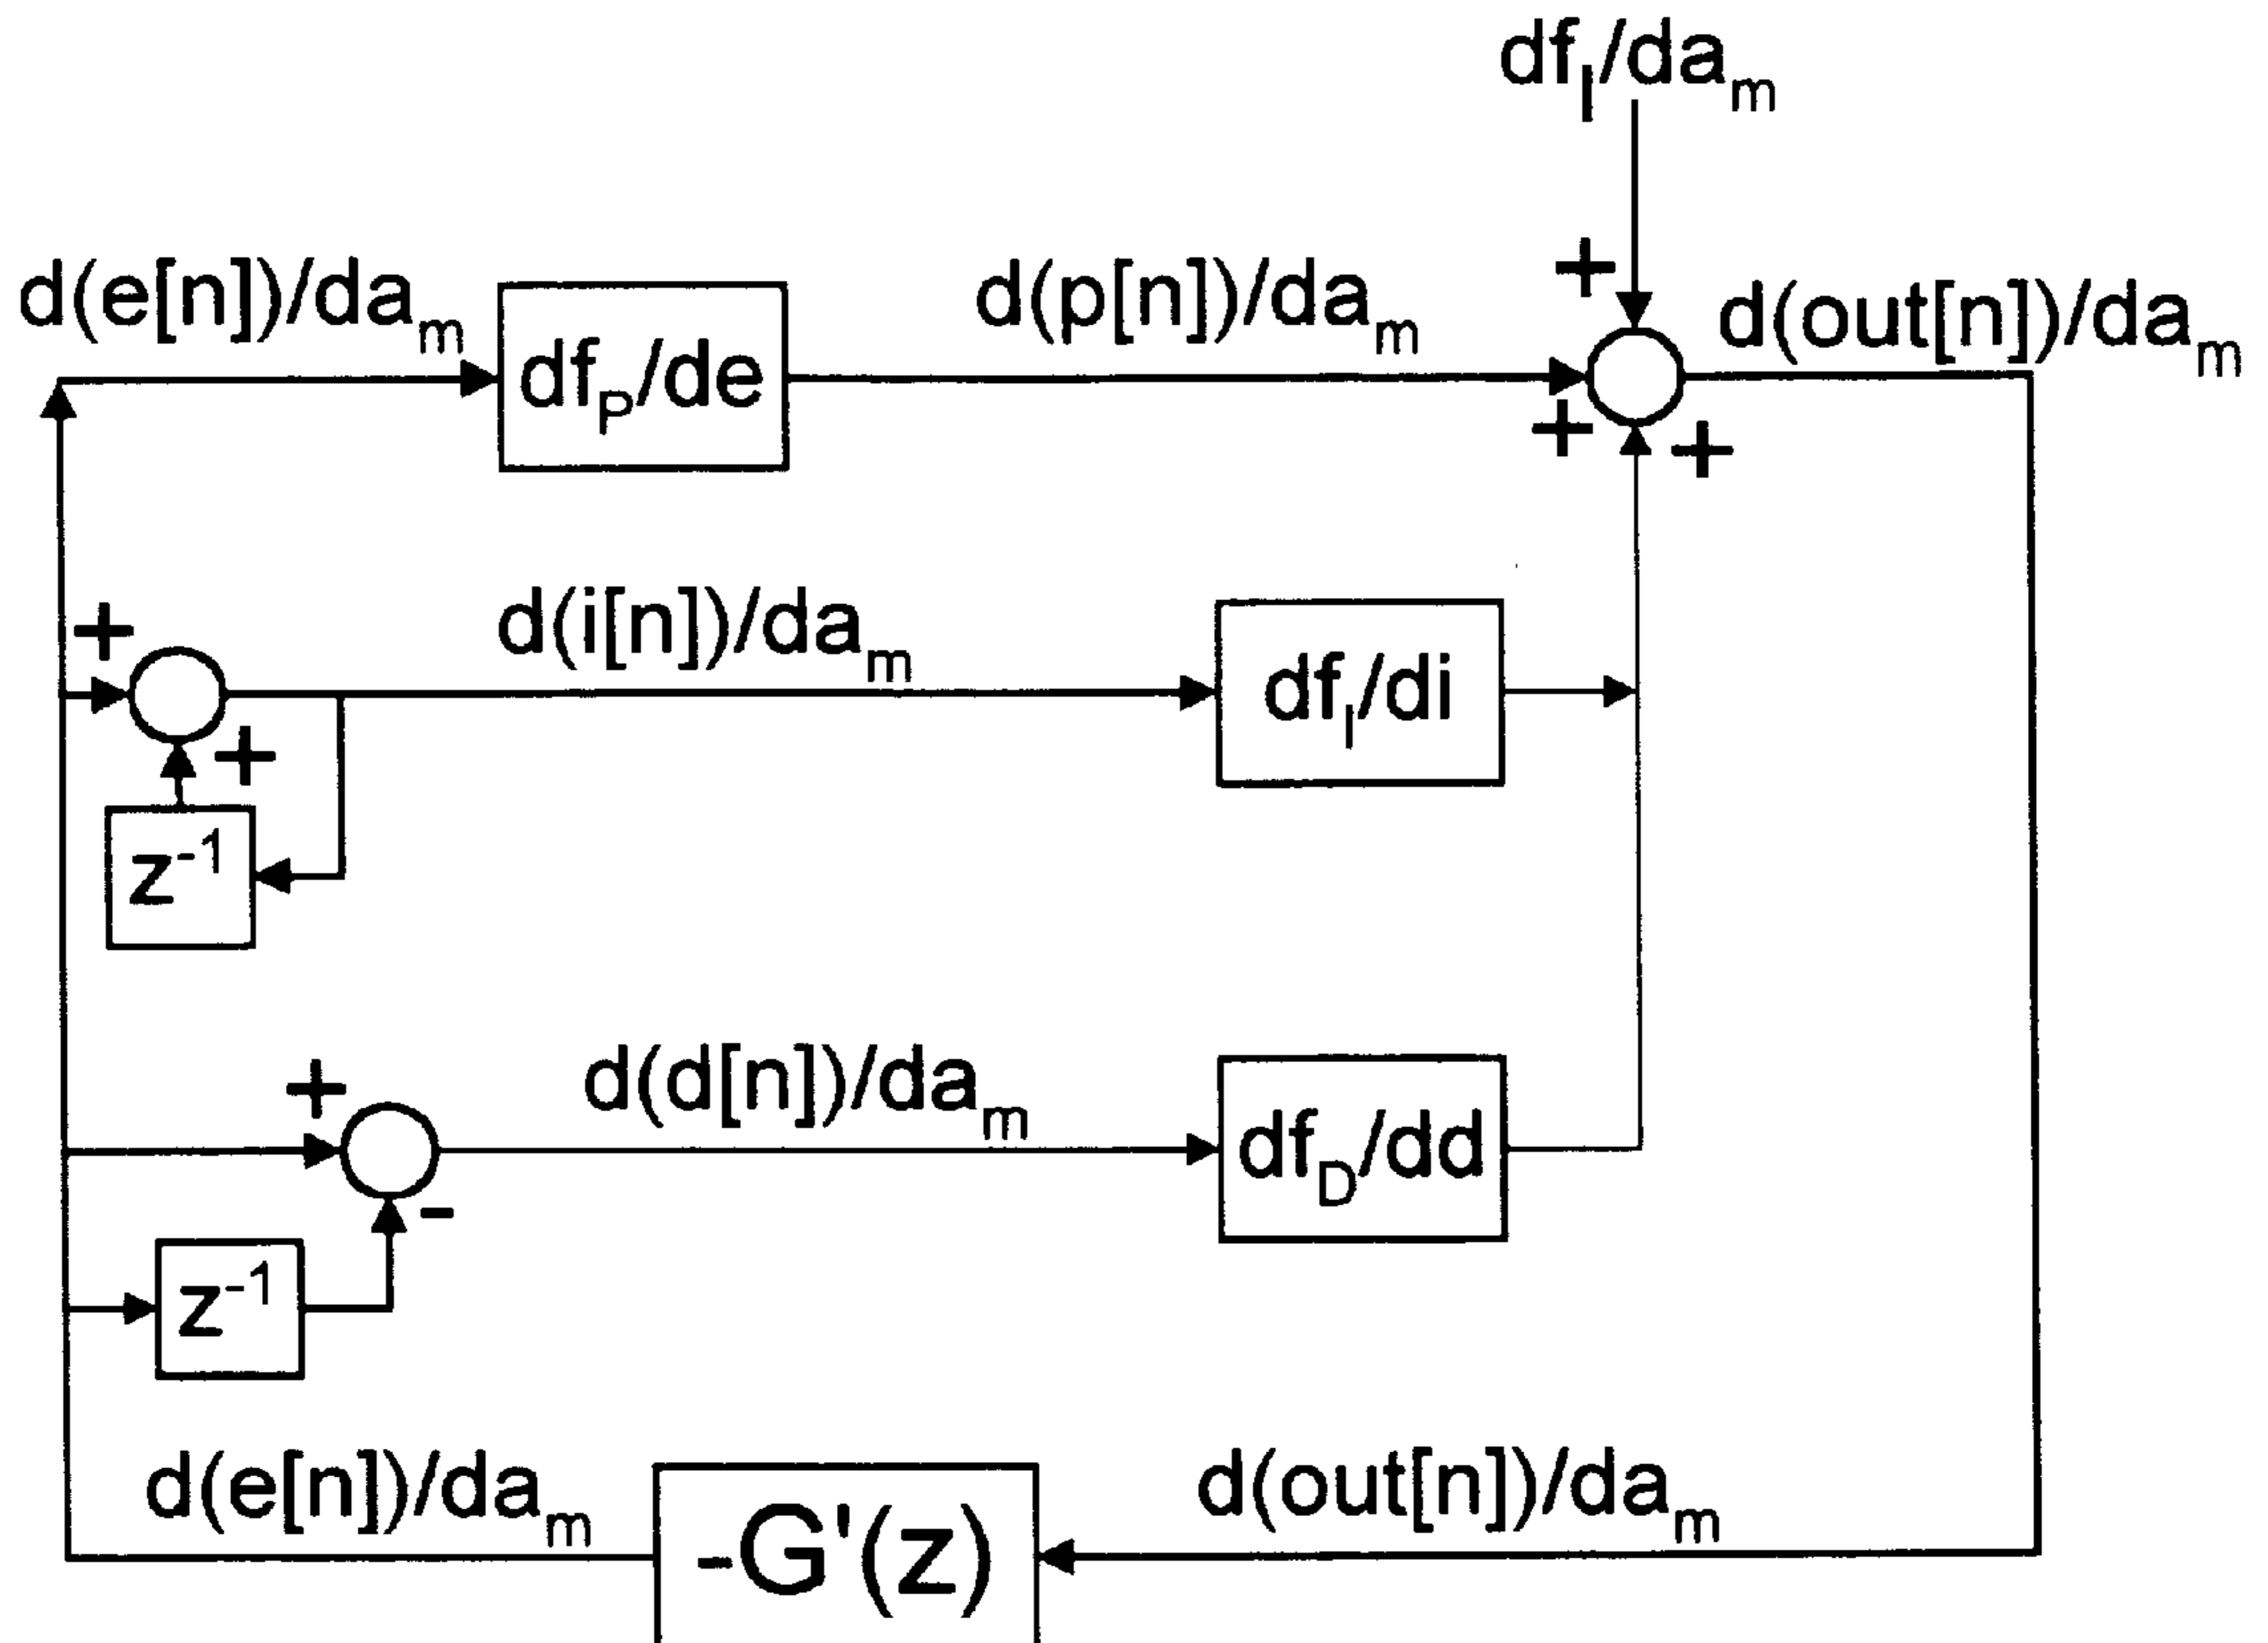 df_I/da_m
+
d(e[n])/da_m
df_P/de
d(p[n])/da_m
d(out[n])/da_m
+
+
+
d(i[n])/da_m
df_I/di
+
z^-1
+
d(d[n])/da_m
df_D/dd
-
z^-1
d(e[n])/da_m
-G'(z)
d(out[n])/da_m